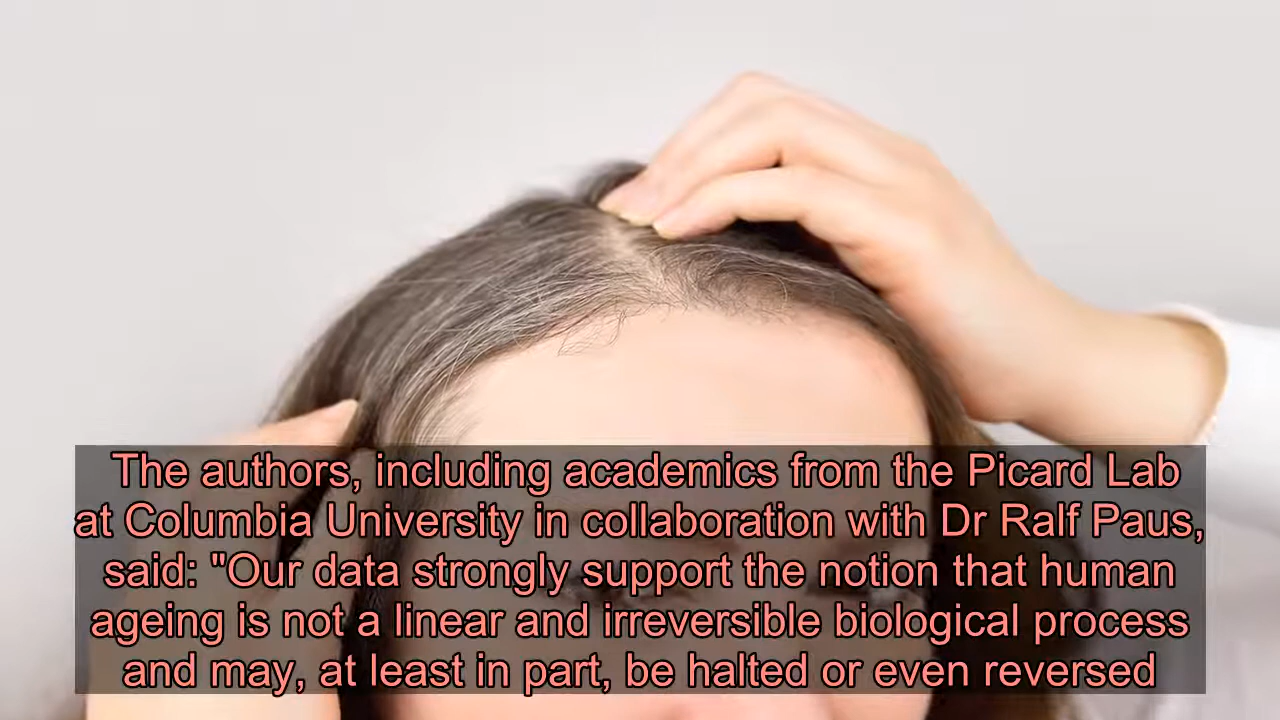 The authors, including academics from the Picard Lab
at Columbia University in collaboration with Dr Ralf Paus,
said: "Our data strongly support the notion that human
ageing is not a linear and irreversible biological process
and may, at least in part, be halted or even reversed